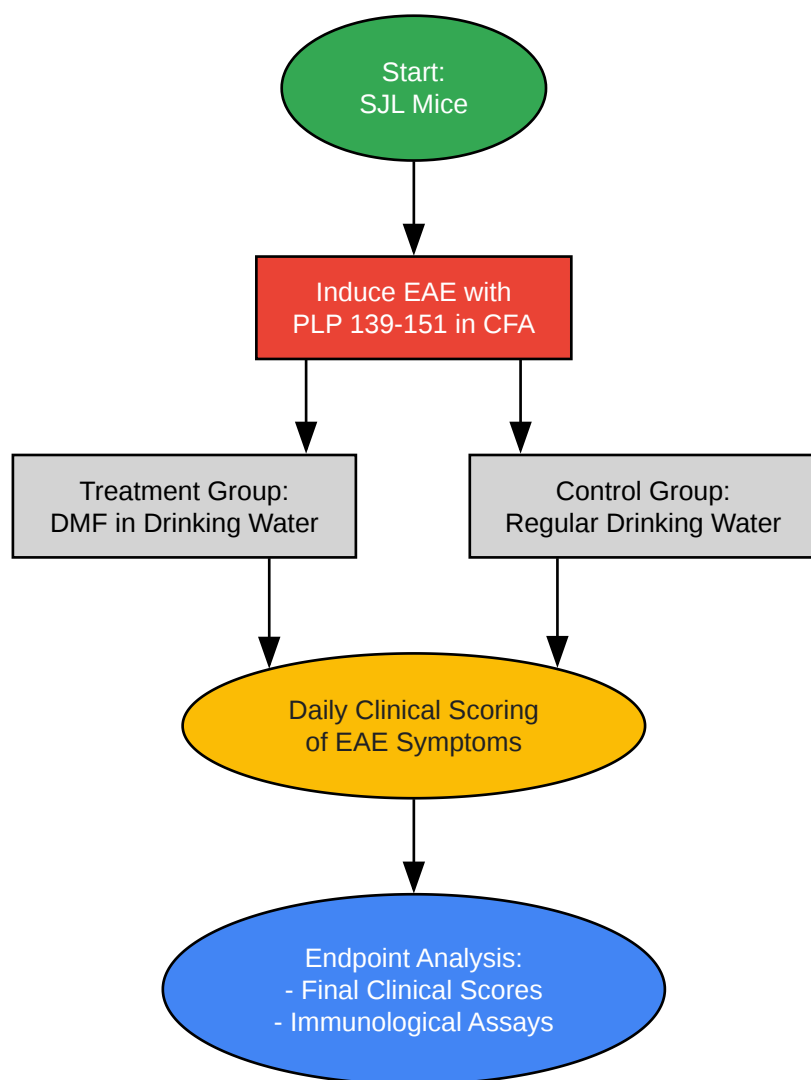 Start:
SJL Mice
Induce EAE with
PLP 139-151 in CFA
Treatment Group:
DMF in Drinking Water
Control Group:
Regular Drinking Water
Daily Clinical Scoring
of EAE Symptoms
Endpoint Analysis:
- Final Clinical Scores
- Immunological Assays